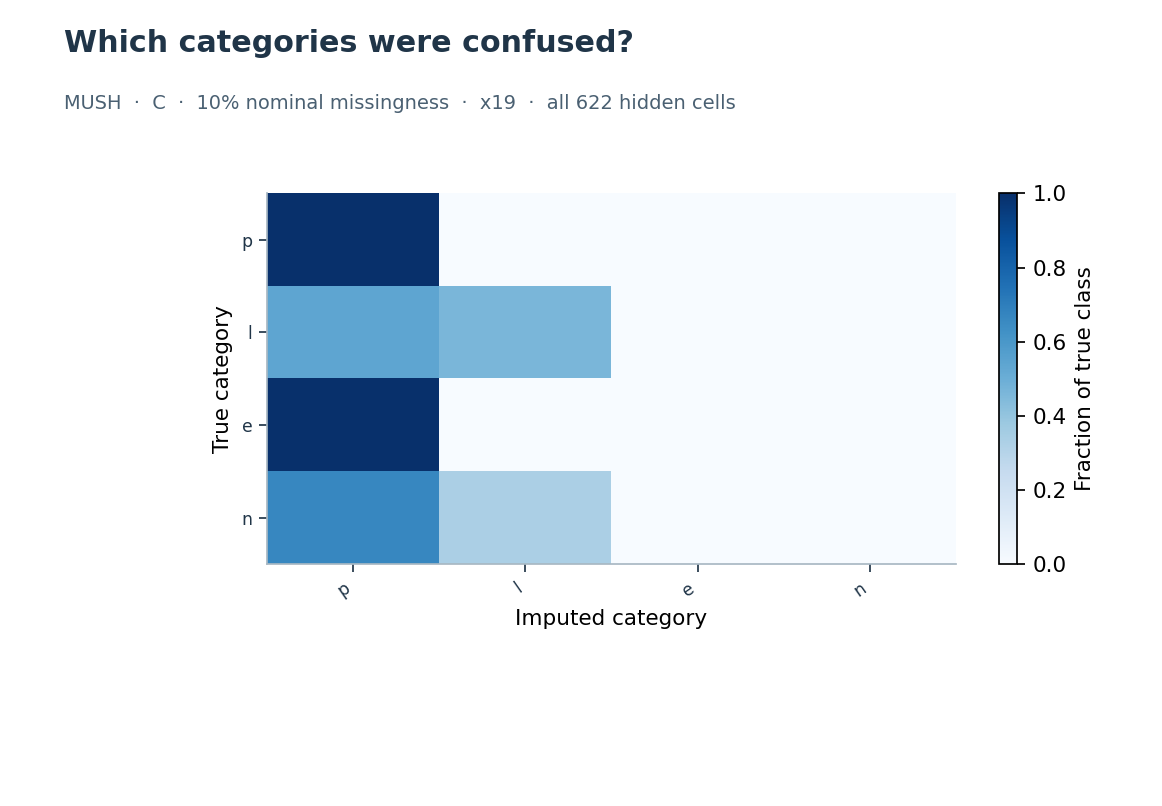 Which categories were confused?
MUSH · C · 10% nominal missingness · x19 · all 622 hidden cells
True category
p
l
e
n
p
l
e
n
Imputed category
1.0
0.8
0.6
0.4
0.2
0.0
Fraction of true class